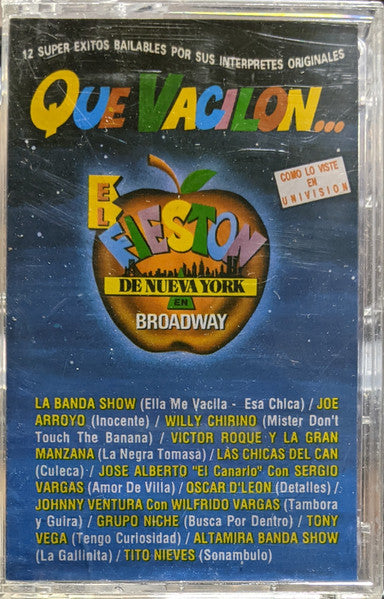 12 SUPER EXITOS BAILABLES POR SUS INTERPRETES ORIGINALES
QUE VACILON...
COMO LO VISTE
EN
UNIVISION
EL
FIESTON
DE NUEVA YORK
EN
BROADWAY
LA BANDA SHOW (Ella Me Vacila - Esa Chica) / JOE
ARROYO (Inocente) / WILLY CHIRINO (Mister Don't
Touch The Banana) / VICTOR ROQUE Y LA GRAN
MANZANA (La Negra Tomasa) / LAS CHICAS DEL CAN
(Culeca) / JOSE ALBERTO "El Canario" Con SERGIO
VARGAS (Amor De Villa) / OSCAR D'LEON (Detalles) /
JOHNNY VENTURA Con WILFRIDO VARGAS (Tambora
y Guira) / GRUPO NICHE (Busca Por Dentro) / TONY
VEGA (Tengo Curiosidad) / ALTAMIRA BANDA SHOW
(La Gallinita) / TITO NIEVES (Sonambulo)